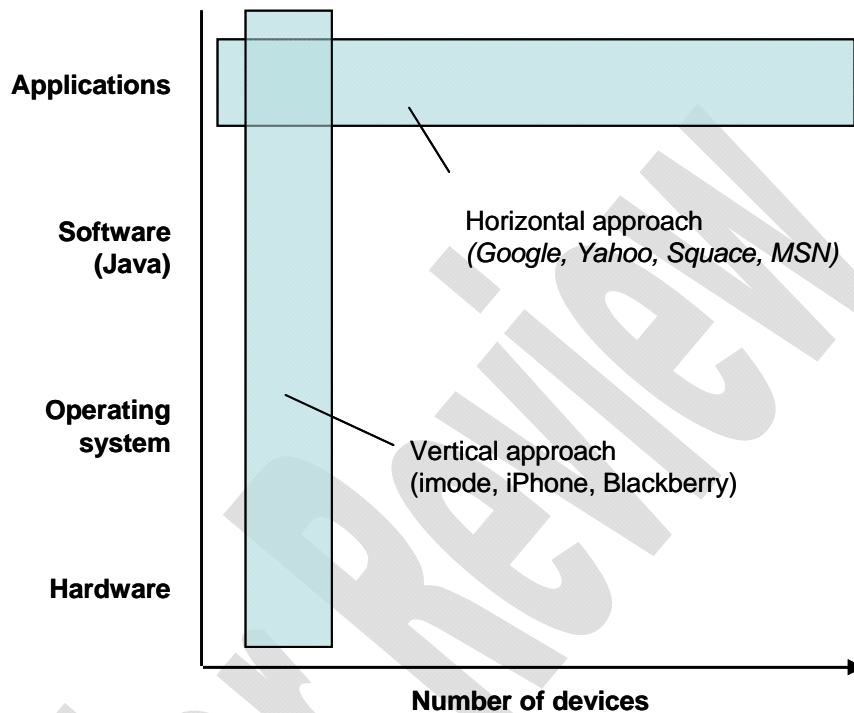 Applications
Software
(Java)
Operating
system
Hardware
Horizontal approach
(Google, Yahoo, Squace, MSN)
Vertical approach
(imode, iPhone, Blackberry)
Number of devices
or Review